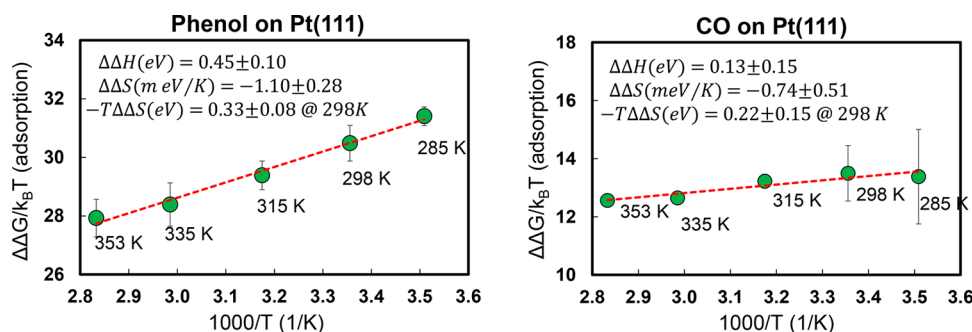 Phenol on Pt(111)
ΔΔH(eV) = 0.45±0.10
ΔΔS(m eV/K) = −1.10±0.28
−TΔΔS(eV) = 0.33±0.08 @ 298K
34
32
30
28
26
353 K
335 K
315 K
298 K
285 K
2.8 2.9 3.0 3.1 3.2 3.3 3.4 3.5 3.6
1000/T (1/K)
ΔΔG/k_BT (adsorption)
CO on Pt(111)
ΔΔH(eV) = 0.13±0.15
ΔΔS(meV/K) = −0.74±0.51
−TΔΔS(eV) = 0.22±0.15 @ 298 K
18
16
14
12
10
353 K
335 K
315 K
298 K
285 K
2.8 2.9 3.0 3.1 3.2 3.3 3.4 3.5 3.6
1000/T (1/K)
ΔΔG/k_BT (adsorption)